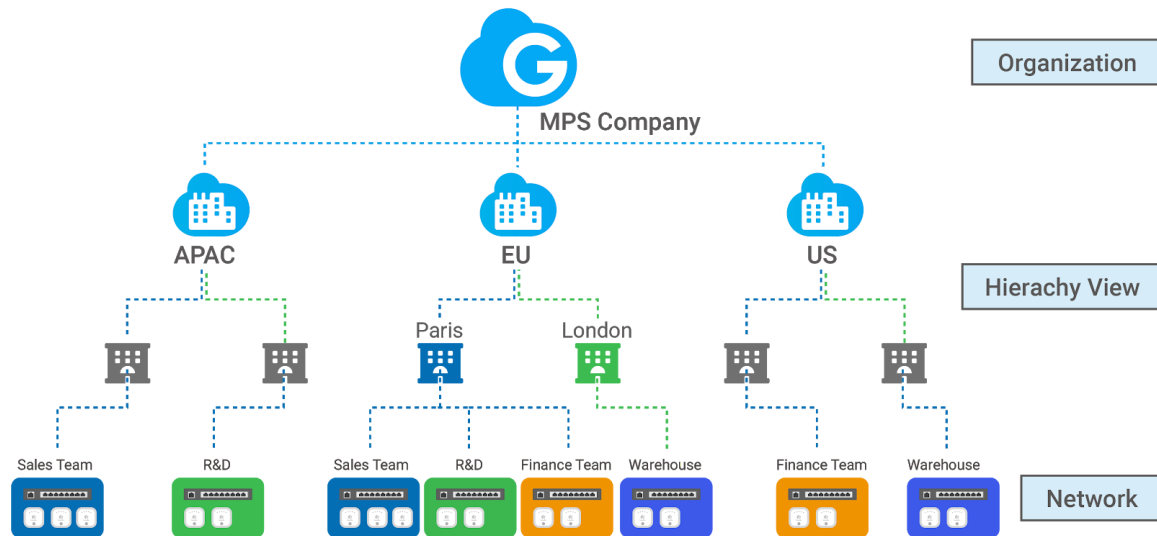 G
Organization
MPS Company
APAC
EU
US
Hierachy View
Paris
London
Sales Team
R&D
Sales Team
R&D
Finance Team
Warehouse
Finance Team
Warehouse
Network